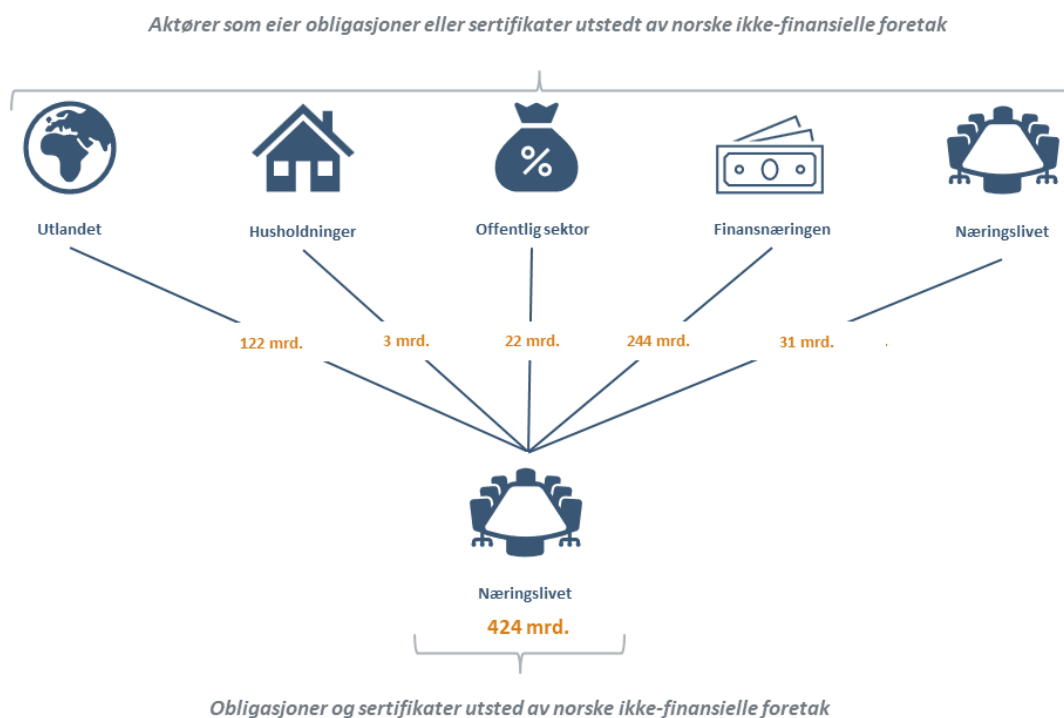 Aktører som eier obligasjoner eller sertifikater utstedt av norske ikke-finansielle foretak
%
Utlandet
Husholdninger
Offentlig sektor
Finansnæringen
Næringslivet
122 mrd.
3 mrd.
22 mrd.
244 mrd.
31 mrd.
.
Næringslivet
424 mrd.
Obligasjoner og sertifikater utsted av norske ikke-finansielle foretak